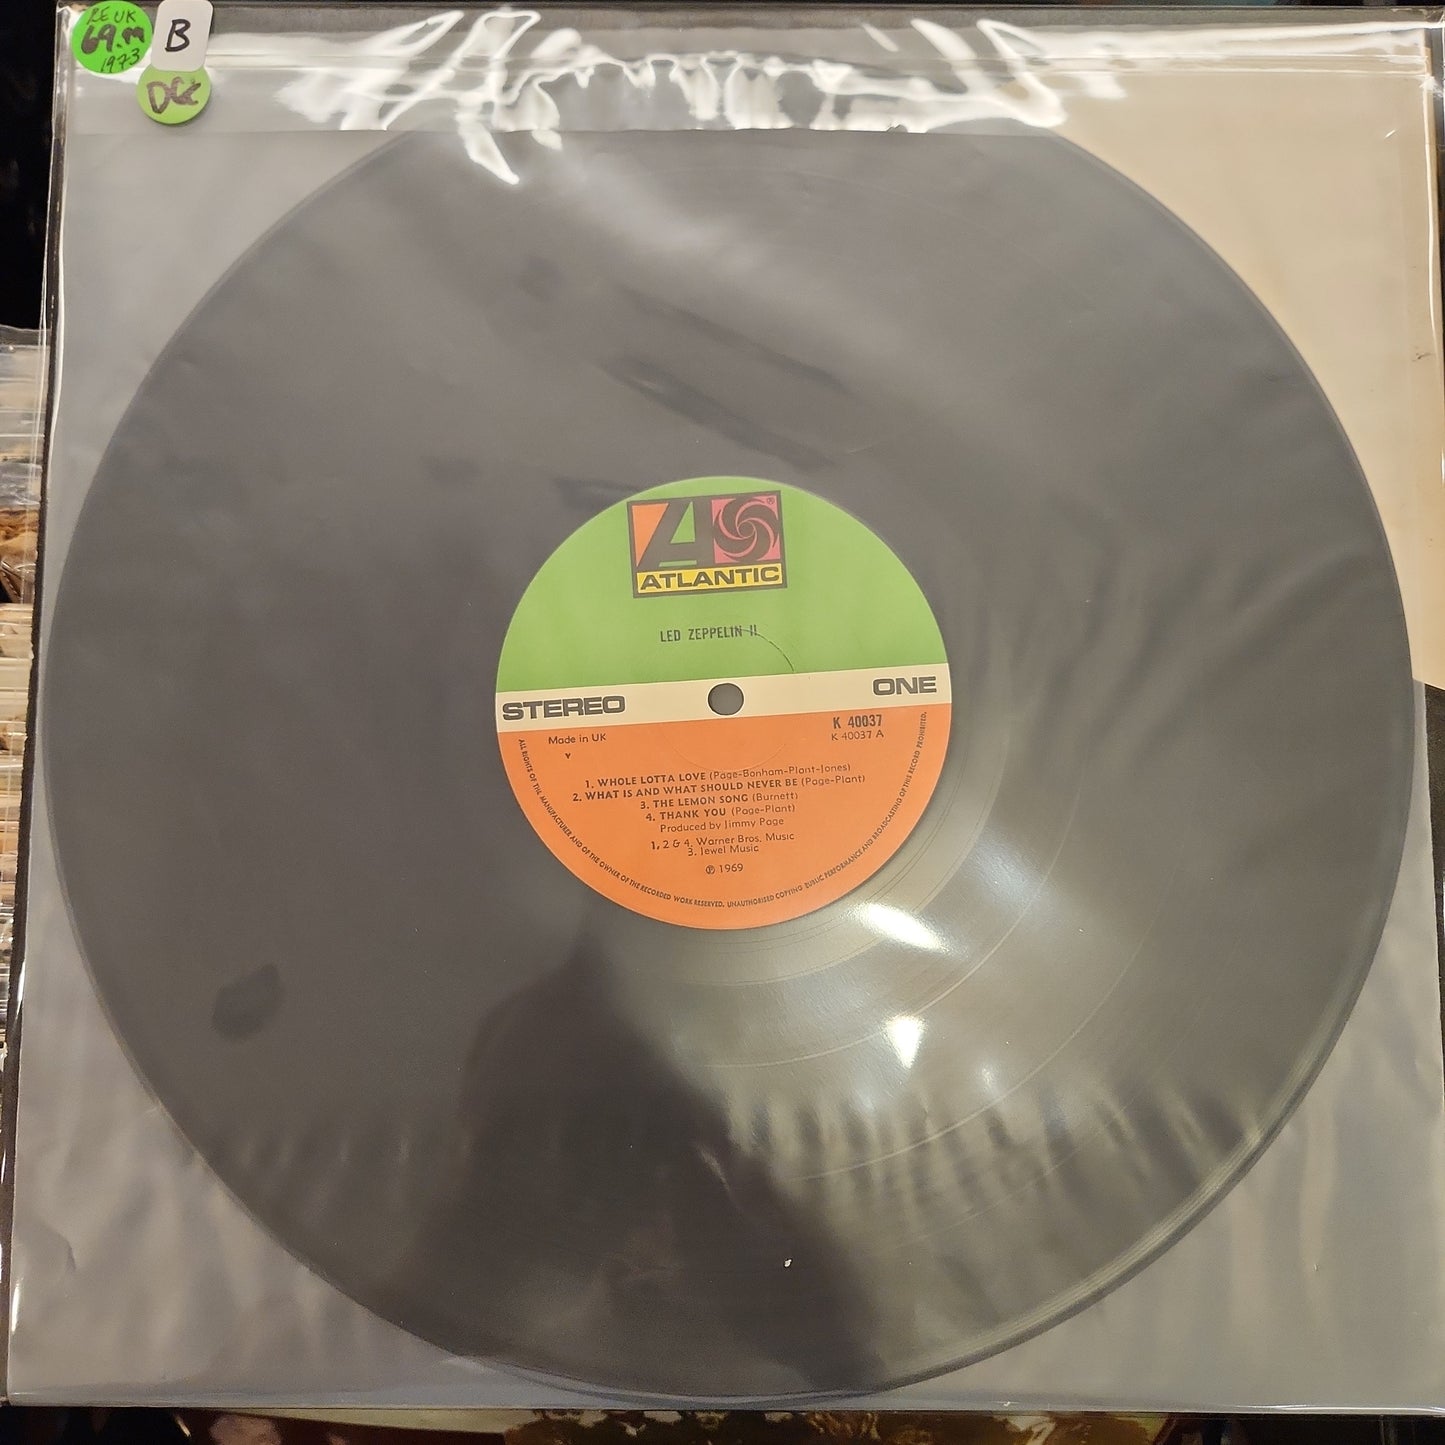 RE UK
69.99
1973
B
DEC
ATLANTIC
LED ZEPPELIN II
STEREO
ONE
Made in UK
K 40037
K 40037 A
1. WHOLE LOTTA LOVE (Page-Bonham-Plant-Jones)
2. WHAT IS AND WHAT SHOULD NEVER BE (Page-Plant)
3. THE LEMON SONG (Burnett)
4. THANK YOU (Page-Plant)
Produced by Jimmy Page
1, 2 & 4. Warner Bros. Music
3. Jewel Music
℗ 1969
ALL RIGHTS OF THE MANUFACTURER AND OF THE OWNER OF THE RECORDED WORK RESERVED. UNAUTHORISED COPYING PUBLIC PERFORMANCE AND BROADCASTING OF THIS RECORD PROHIBITED.